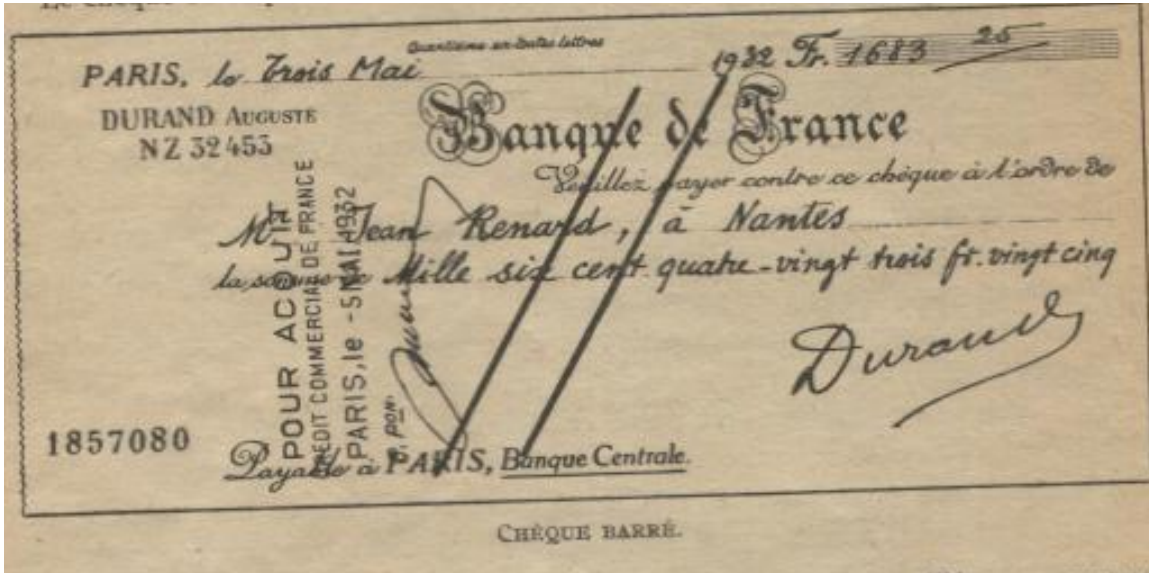 Quantième en toutes lettres
PARIS, le Trois Mai 1932 Fr. 1683 25
DURAND AUGUSTE
NZ 32453
Banque de France
Veuillez payer contre ce chèque à l'ordre de
Mr Jean Renard, à Nantes
la somme de Mille six cent quatre-vingt trois fr. vingt cinq
Durand
POUR ACQUIT
CRÉDIT COMMERCIAL DE FRANCE
PARIS, le -5 MAI 1932
P. PON:
1857080
Payable à PARIS, Banque Centrale.
CHÈQUE BARRÉ.